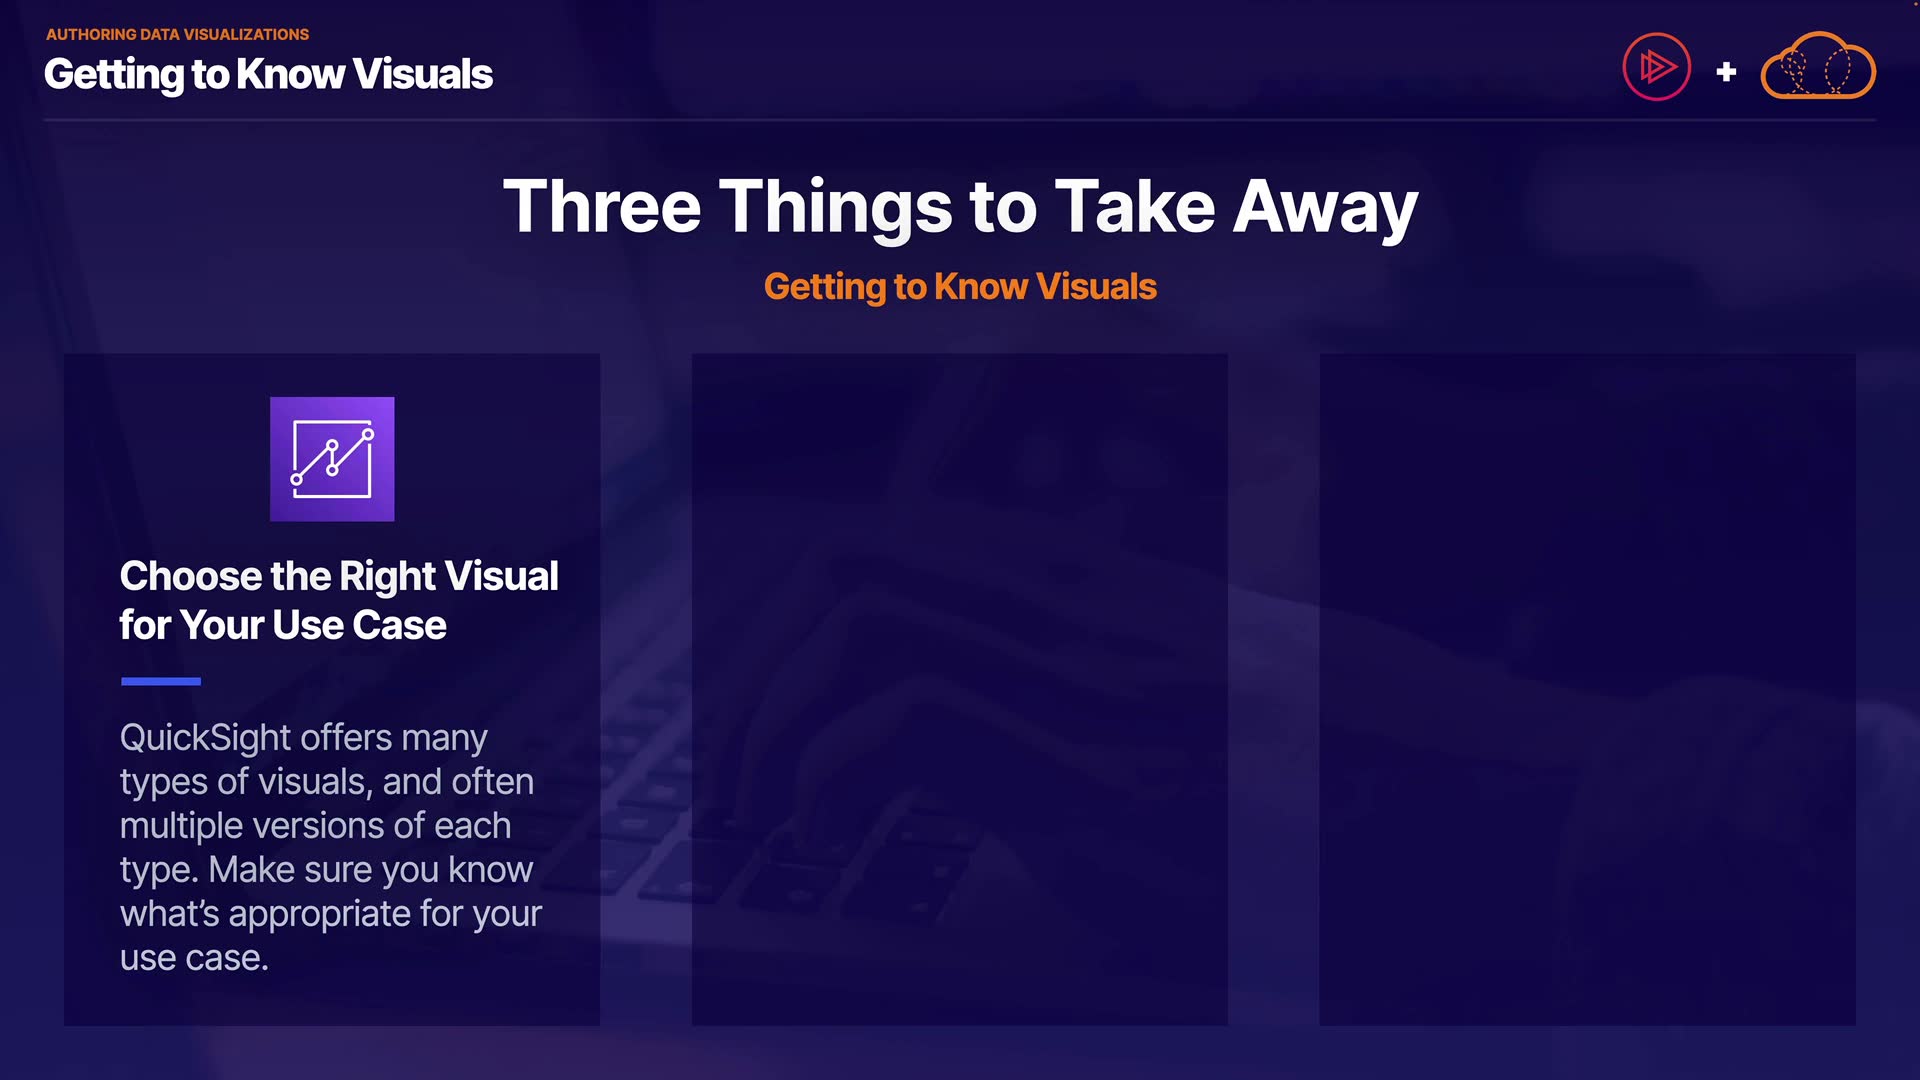 AUTHORING DATA VISUALIZATIONS
Getting to Know Visuals
Three Things to Take Away
Getting to Know Visuals
Choose the Right Visual
for Your Use Case
QuickSight offers many
types of visuals, and often
multiple versions of each
type. Make sure you know
what’s appropriate for your
use case.